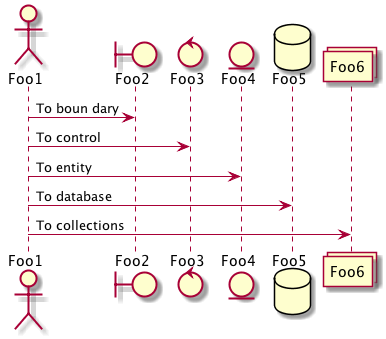 Foo1 Foo2 Foo3 Foo4 Foo5 Foo6
To boun dary
To control
To entity
To database
To collections
Foo1 Foo2 Foo3 Foo4 Foo5 Foo6